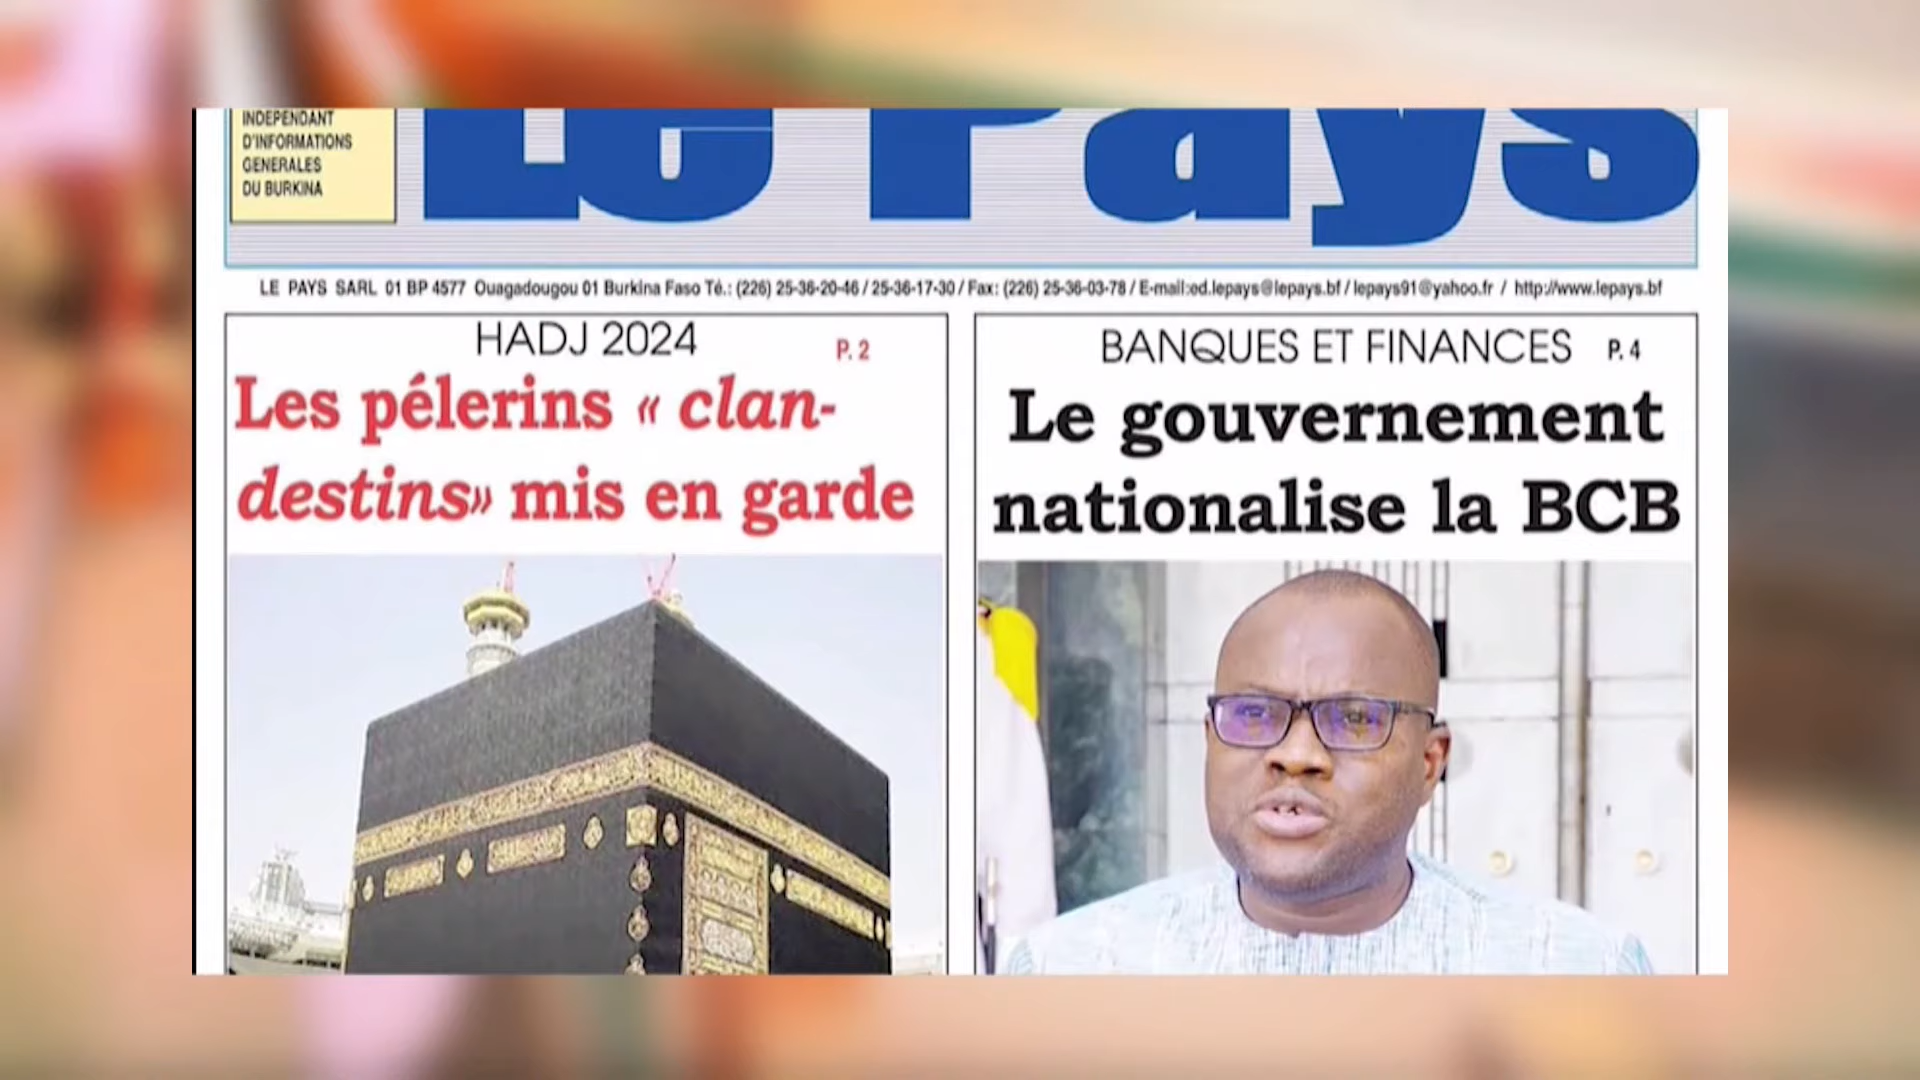 INDEPENDANT
D'INFORMATIONS
GENERALES
DU BURKINA
Le Pays
LE PAYS SARL 01 BP 4577 Ouagadougou 01 Burkina Faso Té.: (226) 25-36-20-46 / 25-36-17-30 / Fax: (226) 25-36-03-78 / E-mail:ed.lepays@lepays.bf / lepays91@yahoo.fr / http://www.lepays.bf
HADJ 2024 P. 2
Les pélerins « clan-
destins» mis en garde
BANQUES ET FINANCES P. 4
Le gouvernement
nationalise la BCB